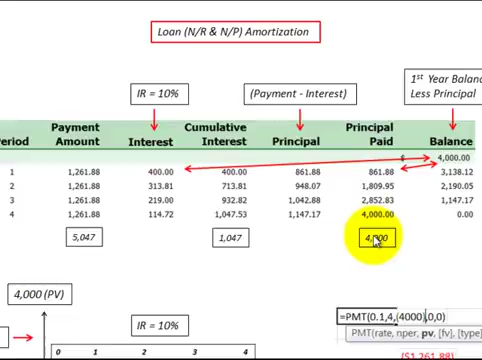 Loan (N/R & N/P) Amortization
1st Year Balan
Less Principal
IR = 10%
(Payment - Interest)
Payment Cumulative Principal
Period Amount Interest Interest Principal Paid Balance
$ 4,000.00
1 1,261.88 400.00 400.00 861.88 861.88 3,138.12
2 1,261.88 313.81 713.81 948.07 1,809.95 2,190.05
3 1,261.88 219.00 932.82 1,042.88 2,852.83 1,147.17
4 1,261.88 114.72 1,047.53 1,147.17 4,000.00 0.00
5,047 1,047 4,000
4,000 (PV)
=PMT(0.1,4,(4000),0,0)
PMT(rate, nper, pv, [fv], [type]
IR = 10%
0 1 2 3 4
($1,261.88)